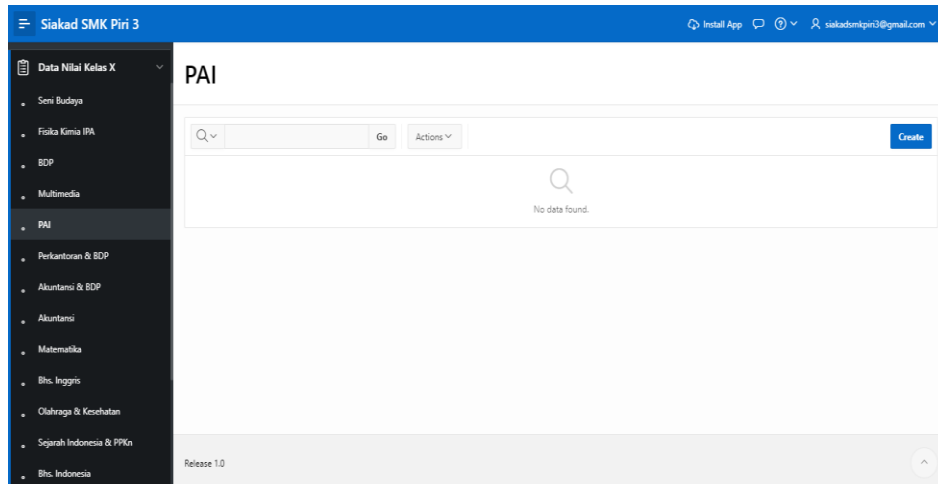 Siakad SMK Piri 3
Install App
siakadsmkpiri3@gmail.com
Data Nilai Kelas X
Seni Budaya
Fisika Kimia IPA
BDP
Multimedia
PAI
Perkantoran & BDP
Akuntansi & BDP
Akuntansi
Matematika
Bhs. Inggris
Olahraga & Kesehatan
Sejarah Indonesia & PPKn
Bhs. Indonesia
PAI
Go Actions Create
No data found.
Release 1.0